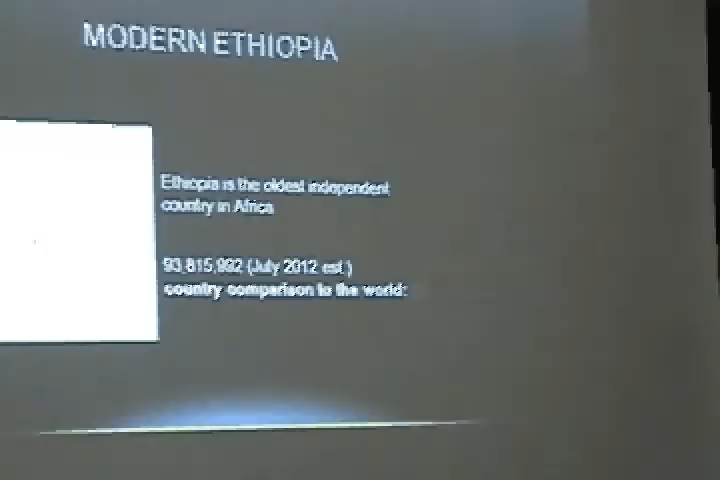 MODERN ETHIOPIA
Ethiopia is the oldest independent
country in Africa
93,815,992 (July 2012 est.)
country comparison to the world: